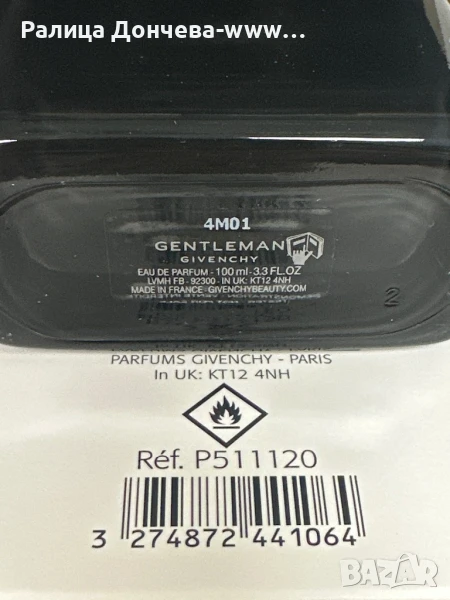 Ралица Дончева-www...
4M01
GENTLEMAN
GIVENCHY
EAU DE PARFUM - 100 ml - 3.3 FL.OZ
LVMH FB - 92300 - IN UK: KT12 4NH
MADE IN FRANCE - GIVENCHYBEAUTY.COM
2
PARFUMS GIVENCHY - PARIS
In UK: KT12 4NH
Réf. P511120
3 274872 441064
bazar